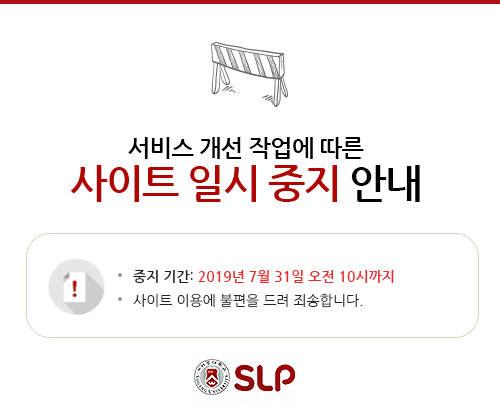 서비스 개선 작업에 따른
사이트 일시 중지 안내
중지 기간: 2019년 7월 31일 오전 10시까지
사이트 이용에 불편을 드려 죄송합니다.
SLP